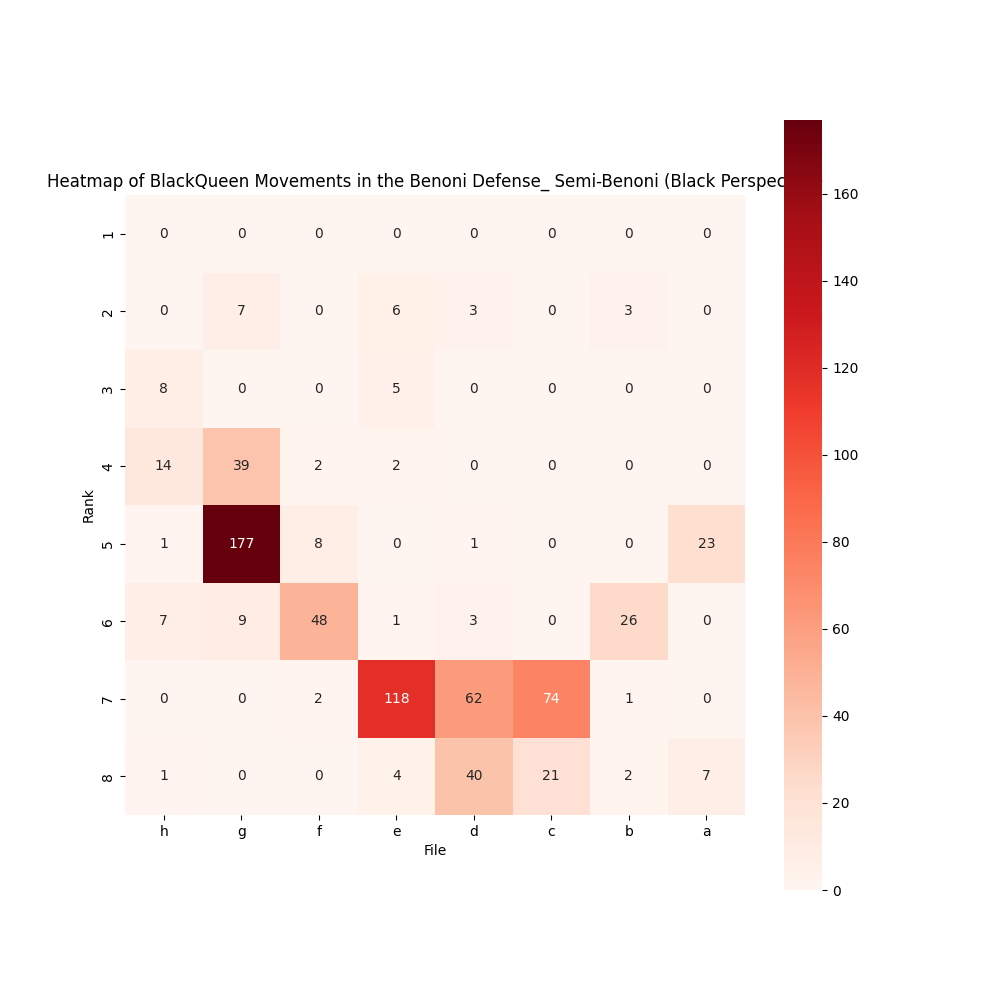 Heatmap of BlackQueen Movements in the Benoni Defense_ Semi-Benoni (Black Perspec
160
1 0 0 0 0 0 0 0 0
140
2 0 7 0 6 3 0 3 0
120
3 8 0 0 5 0 0 0 0
100
4 14 39 2 2 0 0 0 0
Rank
5 1 177 8 0 1 0 0 23
80
6 7 9 48 1 3 0 26 0
60
7 0 0 2 118 62 74 1 0
40
8 1 0 0 4 40 21 2 7
20
h g f e d c b a
File
0